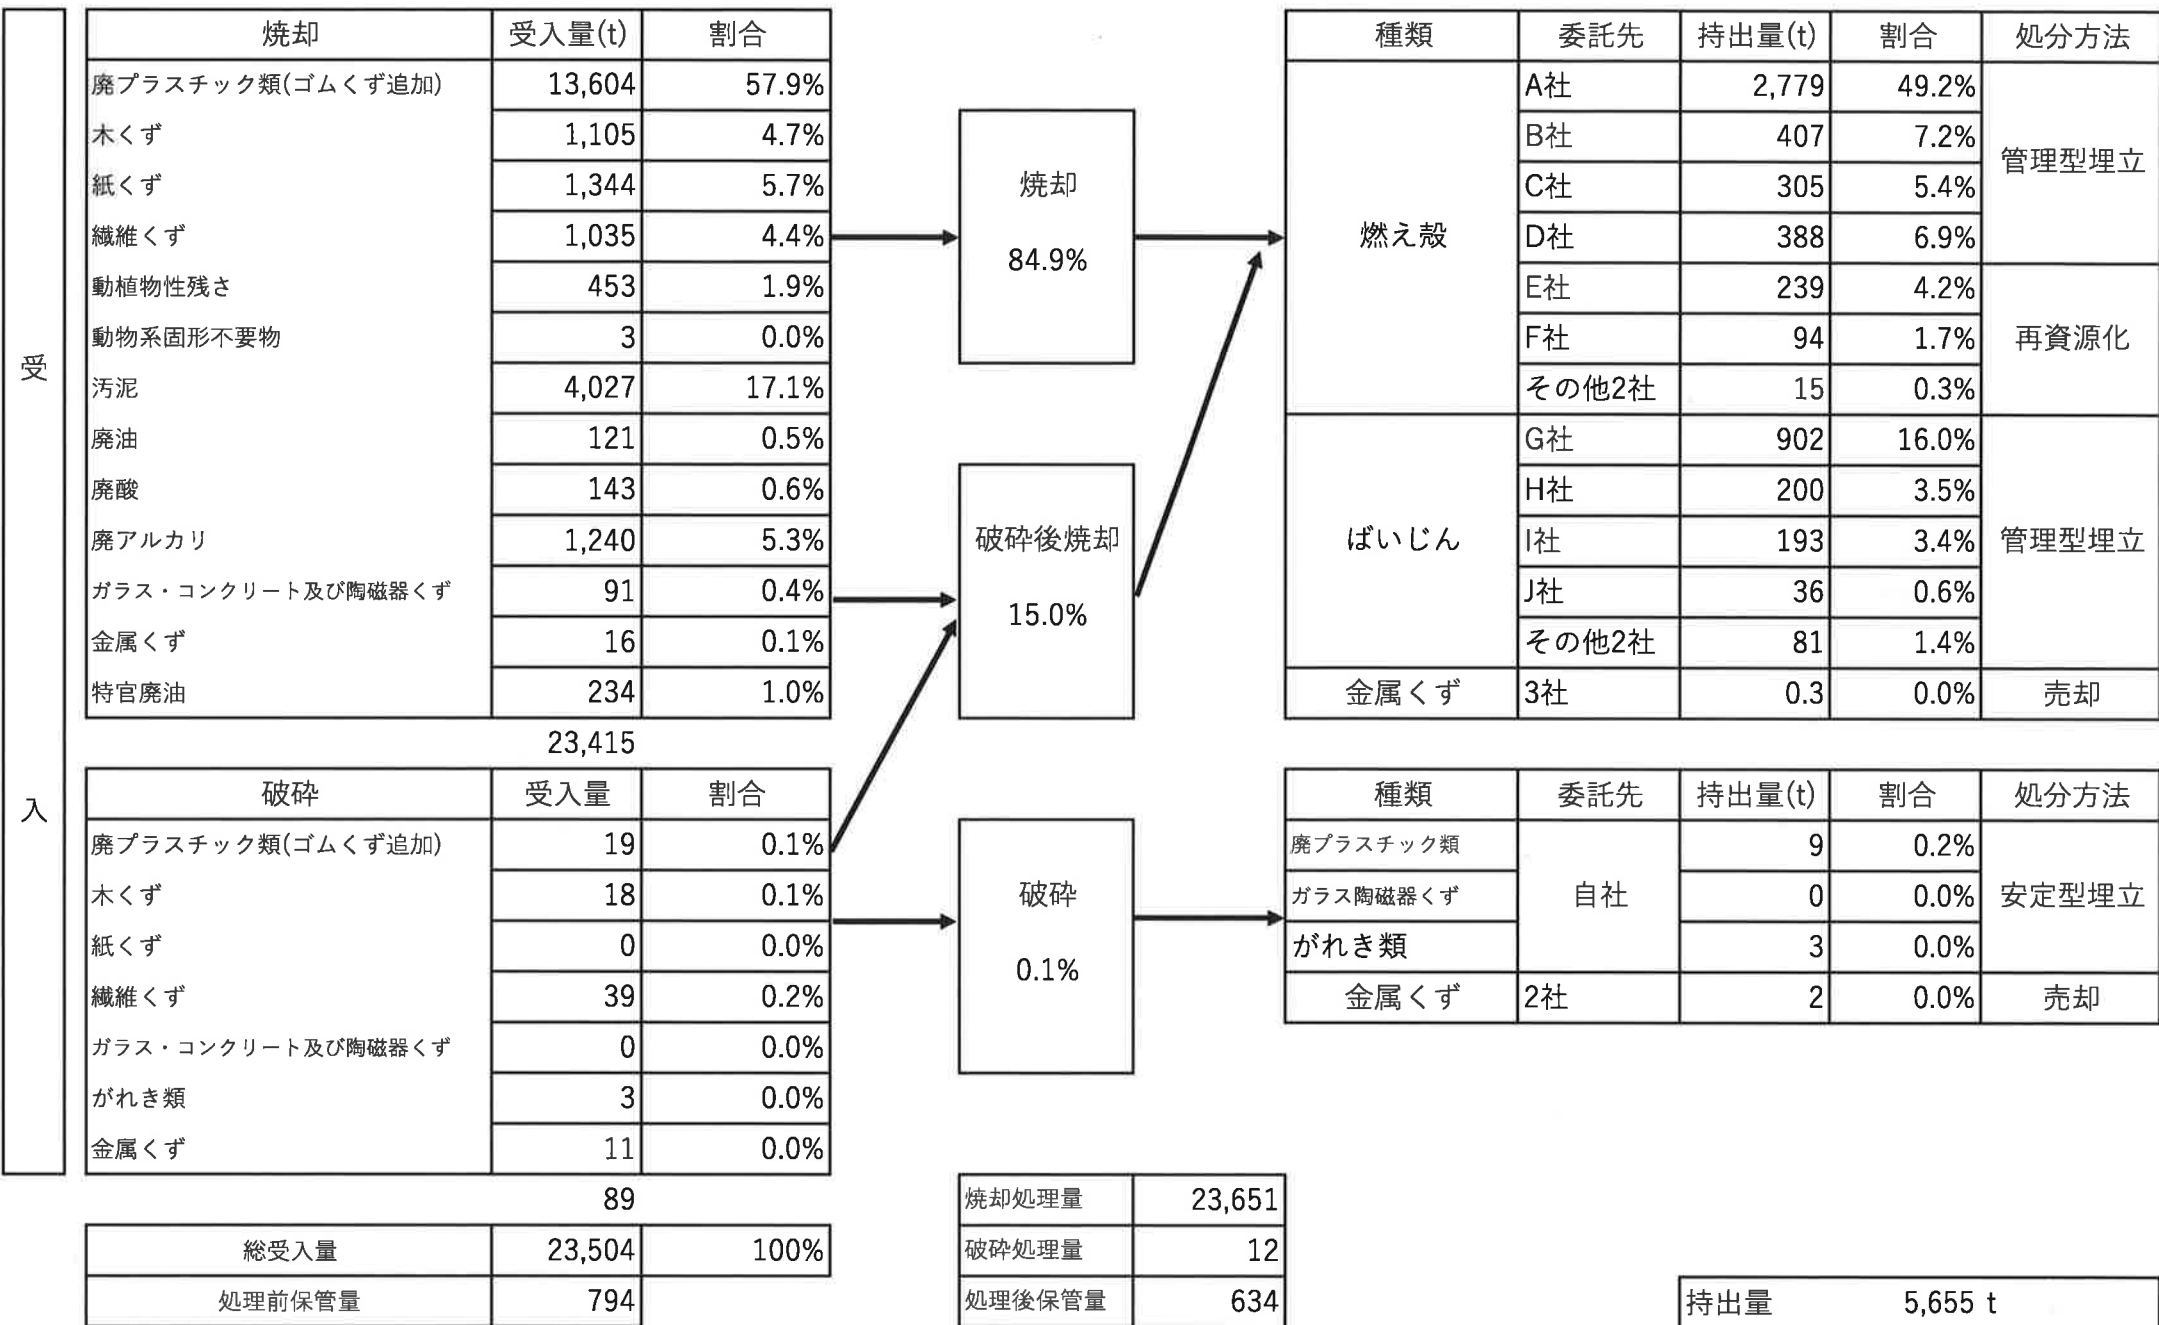 受
入
焼却 受入量(t) 割合
廃プラスチック類(ゴムくず追加) 13,604 57.9%
木くず 1,105 4.7%
紙くず 1,344 5.7%
繊維くず 1,035 4.4%
動植物性残さ 453 1.9%
動物系固形不要物 3 0.0%
汚泥 4,027 17.1%
廃油 121 0.5%
廃酸 143 0.6%
廃アルカリ 1,240 5.3%
ガラス・コンクリート及び陶磁器くず 91 0.4%
金属くず 16 0.1%
特官廃油 234 1.0%
23,415
破砕 受入量 割合
廃プラスチック類(ゴムくず追加) 19 0.1%
木くず 18 0.1%
紙くず 0 0.0%
繊維くず 39 0.2%
ガラス・コンクリート及び陶磁器くず 0 0.0%
がれき類 3 0.0%
金属くず 11 0.0%
89
総受入量 23,504 100%
処理前保管量 794
焼却
84.9%
破砕後焼却
15.0%
破砕
0.1%
焼却処理量 23,651
破砕処理量 12
処理後保管量 634
種類 委託先 持出量(t) 割合 処分方法
燃え殻
A社 2,779 49.2%
B社 407 7.2%
管理型埋立
C社 305 5.4%
D社 388 6.9%
E社 239 4.2%
F社 94 1.7% 再資源化
その他2社 15 0.3%
ばいじん
G社 902 16.0%
H社 200 3.5%
I社 193 3.4% 管理型埋立
J社 36 0.6%
その他2社 81 1.4%
金属くず 3社 0.3 0.0% 売却
種類 委託先 持出量(t) 割合 処分方法
廃プラスチック類 9 0.2%
ガラス陶磁器くず 自社 0 0.0% 安定型埋立
がれき類 3 0.0%
金属くず 2社 2 0.0% 売却
持出量 5,655 t